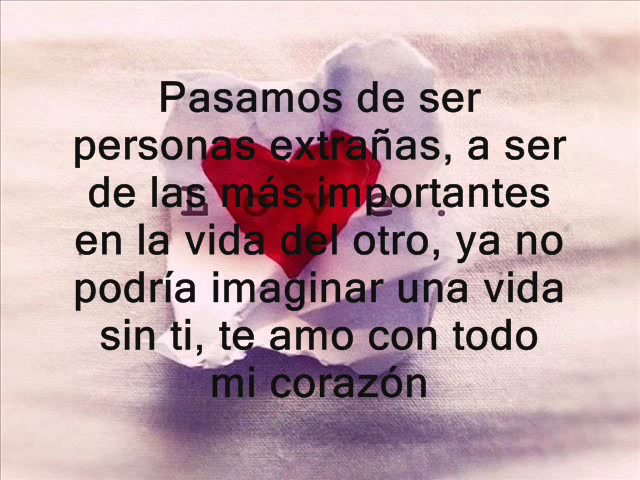 Pasamos de ser
personas extrañas, a ser
de las más importantes
en la vida del otro, ya no
podría imaginar una vida
sin ti, te amo con todo
mi corazón